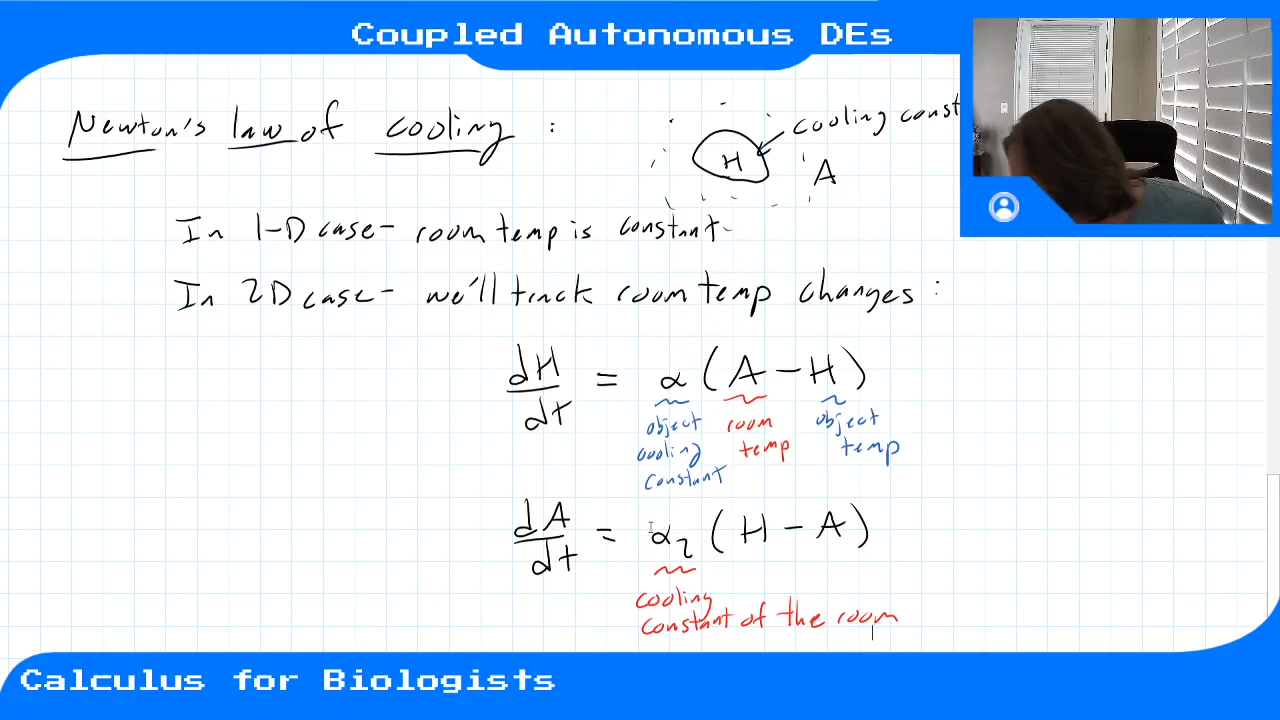 Coupled Autonomous DEs
Newton's law of cooling :
cooling const
H
A
In 1-D case - room temp is constant.
In 2D case - we'll track room temp changes :
dH/dt = α (A - H)
object cooling constant
room temp
object temp
dA/dt = α₂ (H - A)
cooling
constant of the room
Calculus for Biologists